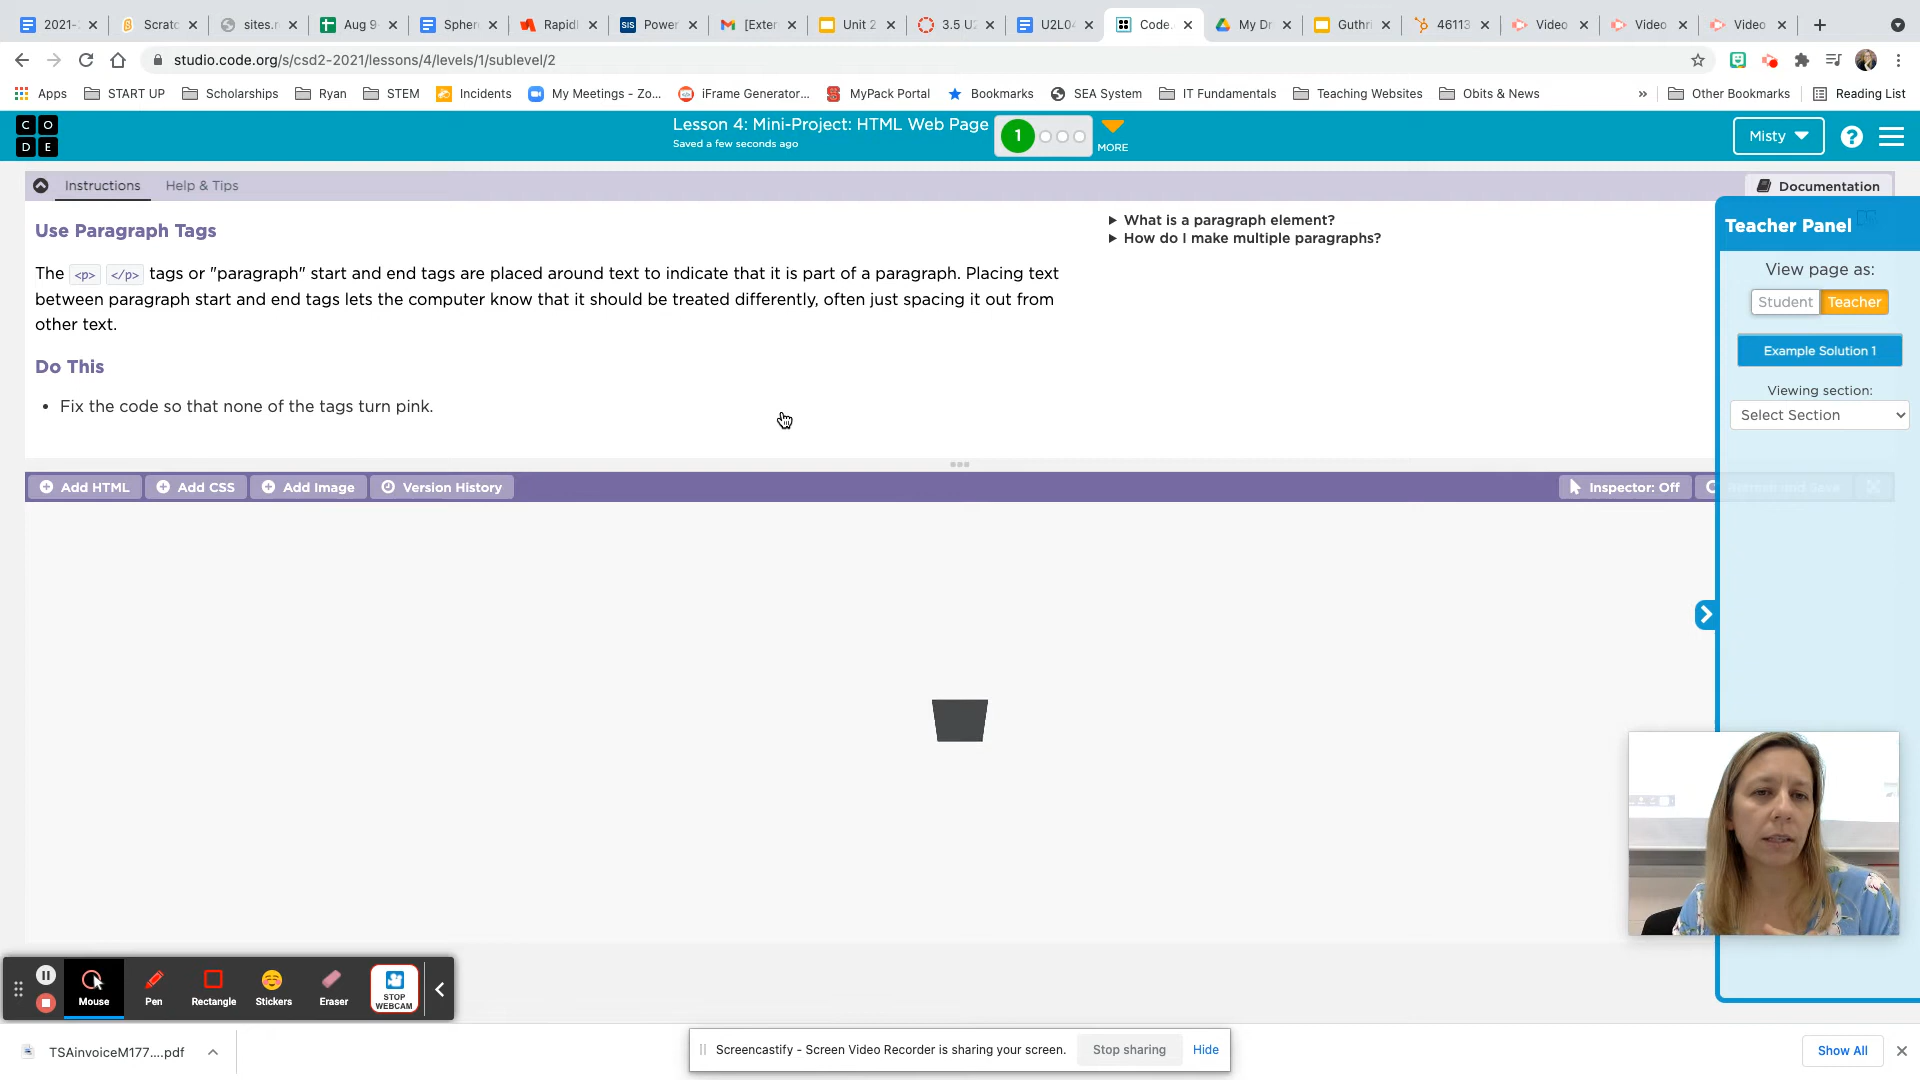 2021-
Scratc
sites.r
Aug 9-
Spher
Rapidl
SIS
Power
[Exter
Unit 2
3.5 U2
U2L04
Code.
My Dr
Guthri
46113
Video
Video
Video
studio.code.org/s/csd2-2021/lessons/4/levels/1/sublevel/2
Apps
START UP
Scholarships
Ryan
STEM
Incidents
My Meetings - Zo...
iFrame Generator...
MyPack Portal
Bookmarks
SEA System
IT Fundamentals
Teaching Websites
Obits & News
»
Other Bookmarks
Reading List
C O
D E
Lesson 4: Mini-Project: HTML Web Page
Saved a few seconds ago
1
MORE
Misty
?
Instructions
Help & Tips
Documentation
Use Paragraph Tags
The <p> </p> tags or "paragraph" start and end tags are placed around text to indicate that it is part of a paragraph. Placing text
between paragraph start and end tags lets the computer know that it should be treated differently, often just spacing it out from
other text.
Do This
• Fix the code so that none of the tags turn pink.
What is a paragraph element?
How do I make multiple paragraphs?
Teacher Panel
View page as:
Student
Teacher
Example Solution 1
Viewing section:
Select Section
Add HTML
Add CSS
Add Image
Version History
Inspector: Off
Refresh and Save
Mouse
Pen
Rectangle
Stickers
Eraser
STOP
WEBCAM
TSAinvoiceM177....pdf
Screencastify - Screen Video Recorder is sharing your screen.
Stop sharing
Hide
Show All